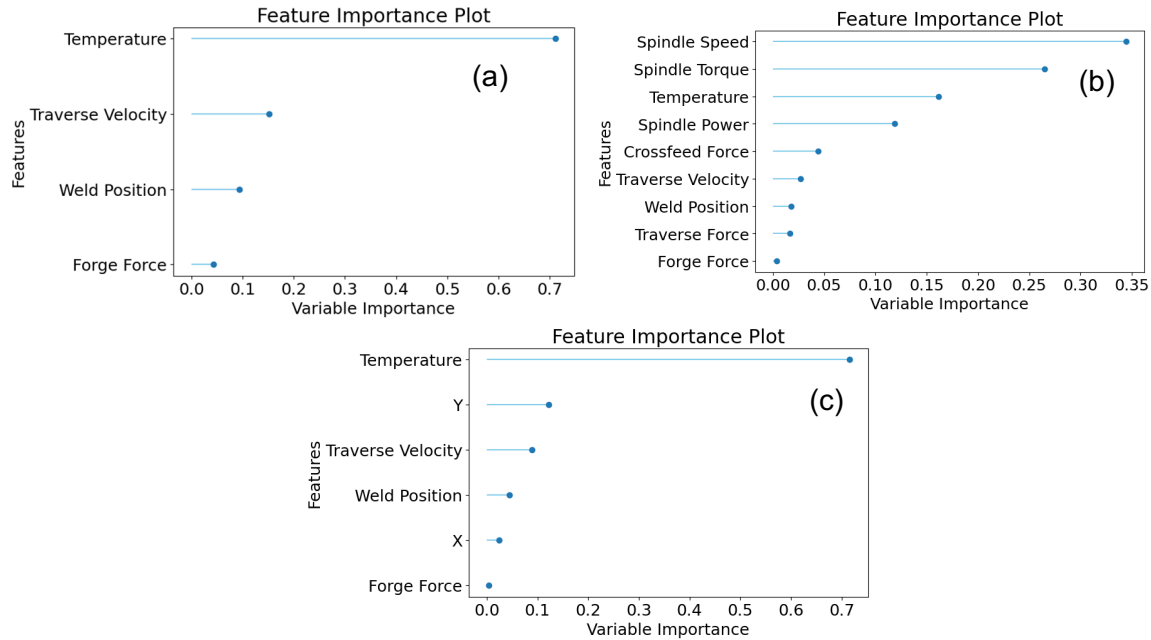 Feature Importance Plot
Temperature
Traverse Velocity
Weld Position
Forge Force
Features
(a)
0.0 0.1 0.2 0.3 0.4 0.5 0.6 0.7
Variable Importance
Feature Importance Plot
Spindle Speed
Spindle Torque
Temperature
Spindle Power
Crossfeed Force
Traverse Velocity
Weld Position
Traverse Force
Forge Force
Features
(b)
0.00 0.05 0.10 0.15 0.20 0.25 0.30 0.35
Variable Importance
Feature Importance Plot
Temperature
Y
Traverse Velocity
Weld Position
X
Forge Force
Features
(c)
0.0 0.1 0.2 0.3 0.4 0.5 0.6 0.7
Variable Importance